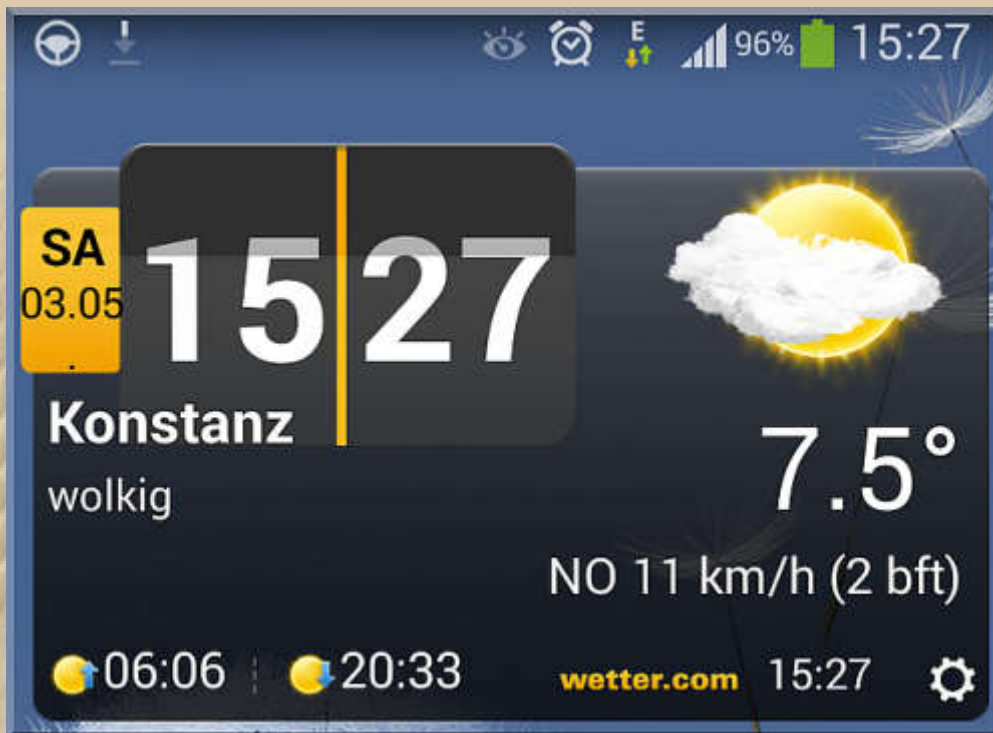 E 96% 15:27
SA
03.05
.
15 27
Konstanz
wolkig
7.5°
NO 11 km/h (2 bft)
06:06 20:33 wetter.com 15:27